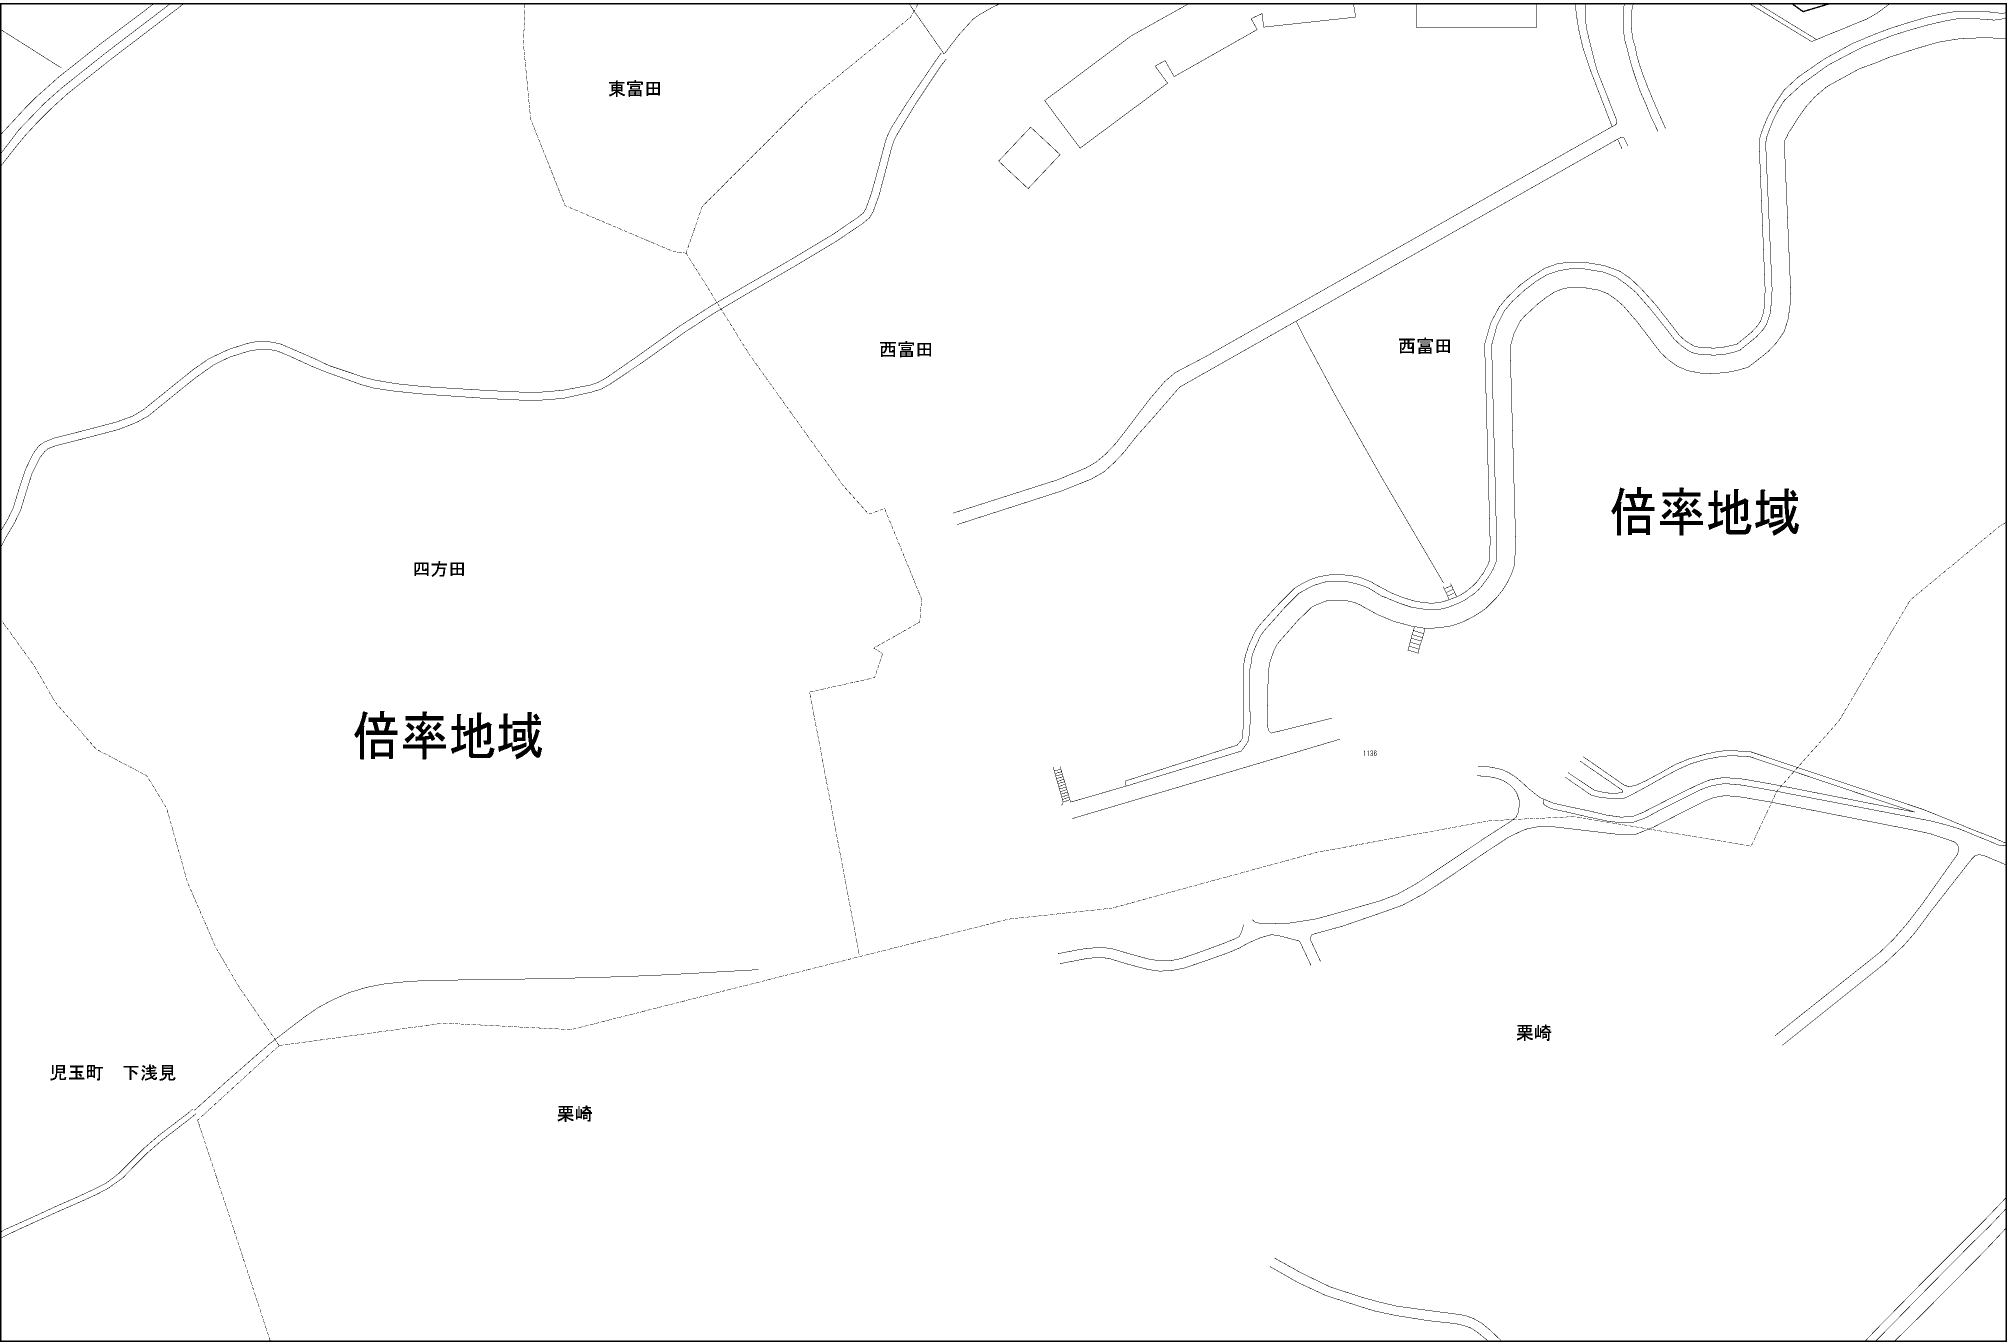 東富田
西富田
西富田
倍率地域
四方田
倍率地域
1136
栗崎
児玉町　下浅見
栗崎